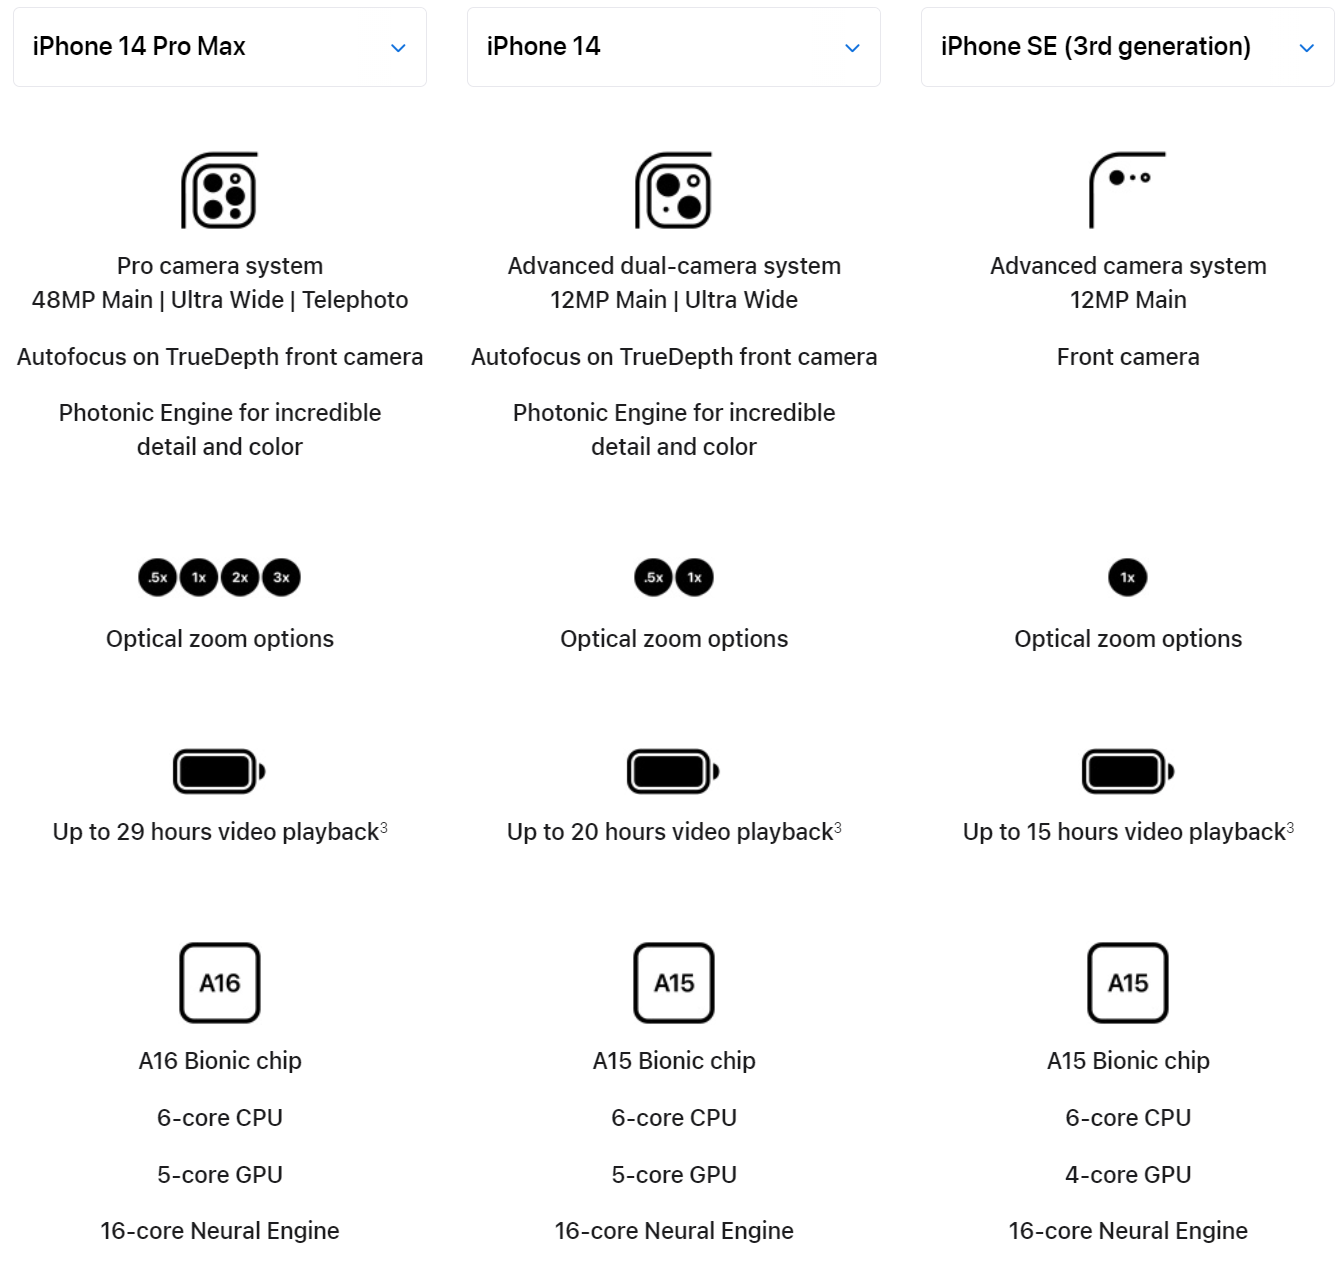 iPhone 14 Pro Max
iPhone 14
iPhone SE (3rd generation)
Pro camera system
48MP Main | Ultra Wide | Telephoto
Autofocus on TrueDepth front camera
Photonic Engine for incredible
detail and color
Advanced dual-camera system
12MP Main | Ultra Wide
Autofocus on TrueDepth front camera
Photonic Engine for incredible
detail and color
Advanced camera system
12MP Main
Front camera
.5x 1x 2x 3x
Optical zoom options
.5x 1x
Optical zoom options
1x
Optical zoom options
Up to 29 hours video playback³
Up to 20 hours video playback³
Up to 15 hours video playback³
A16
A16 Bionic chip
6-core CPU
5-core GPU
16-core Neural Engine
A15
A15 Bionic chip
6-core CPU
5-core GPU
16-core Neural Engine
A15
A15 Bionic chip
6-core CPU
4-core GPU
16-core Neural Engine